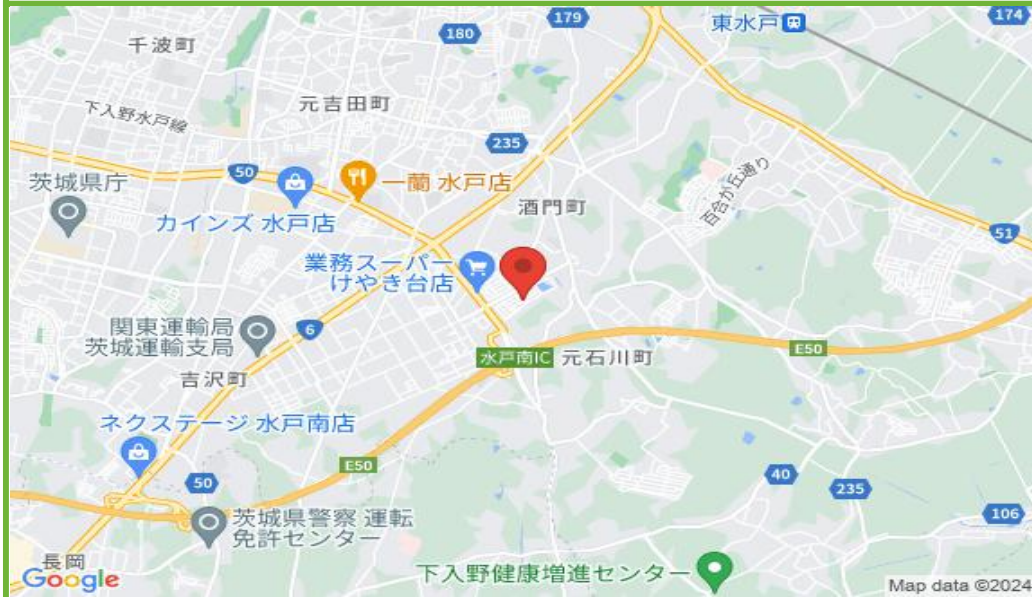 179
174
東水戸
180
千波町
元吉田町
下入野水戸線
235
50
一蘭 水戸店
百合が丘通り
茨城県庁
カインズ 水戸店
酒門町
51
業務スーパー
けやき台店
関東運輸局
茨城運輸支局
6
水戸南IC
元石川町
E50
吉沢町
ネクステージ 水戸南店
E50
50
40
235
106
茨城県警察 運転
免許センター
長岡
下入野健康増進センター
Google
Map data ©2024